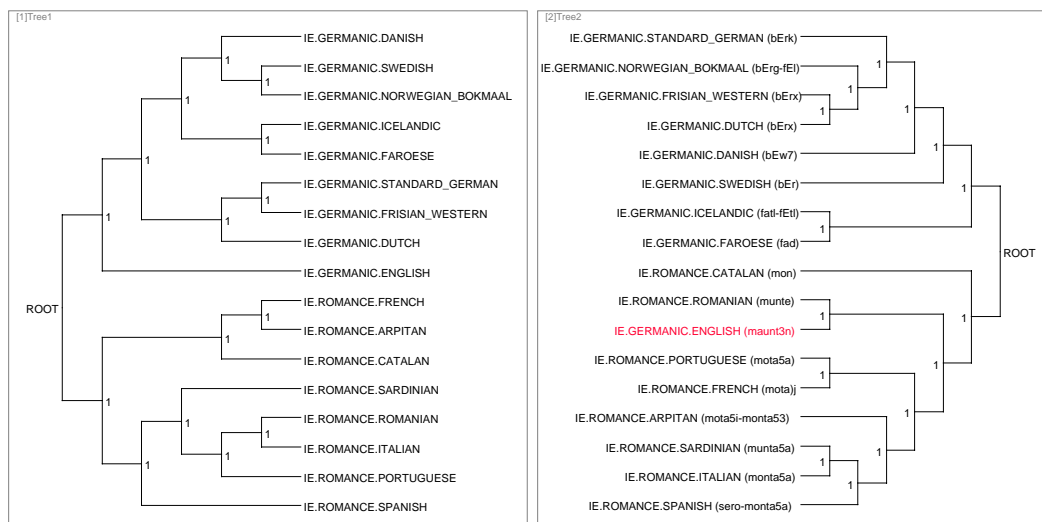 [1]Tree1
IE.GERMANIC.DANISH
1
IE.GERMANIC.SWEDISH
1
IE.GERMANIC.NORWEGIAN_BOKMAAL
1
IE.GERMANIC.ICELANDIC
1
IE.GERMANIC.FAROESE
1
IE.GERMANIC.STANDARD_GERMAN
1
IE.GERMANIC.FRISIAN_WESTERN
1
1
IE.GERMANIC.DUTCH
IE.GERMANIC.ENGLISH
ROOT
IE.ROMANCE.FRENCH
1
1
IE.ROMANCE.ARPITAN
IE.ROMANCE.CATALAN
1
IE.ROMANCE.SARDINIAN
1
IE.ROMANCE.ROMANIAN
1
1
IE.ROMANCE.ITALIAN
1
IE.ROMANCE.PORTUGUESE
IE.ROMANCE.SPANISH
[2]Tree2
IE.GERMANIC.STANDARD_GERMAN (bErk)
1
IE.GERMANIC.NORWEGIAN_BOKMAAL (bErg-fEl)
1
IE.GERMANIC.FRISIAN_WESTERN (bErx)
1
IE.GERMANIC.DUTCH (bErx)
1
IE.GERMANIC.DANISH (bEw7)
IE.GERMANIC.SWEDISH (bEr)
1
IE.GERMANIC.ICELANDIC (fatl-fEtl)
1
IE.GERMANIC.FAROESE (fad)
1
ROOT
IE.ROMANCE.CATALAN (mon)
IE.ROMANCE.ROMANIAN (munte)
1
1
IE.GERMANIC.ENGLISH (maunt3n)
IE.ROMANCE.PORTUGUESE (mota5a)
1
1
IE.ROMANCE.FRENCH (mota)j
IE.ROMANCE.ARPITAN (mota5i-monta53)
1
IE.ROMANCE.SARDINIAN (munta5a)
1
1
IE.ROMANCE.ITALIAN (monta5a)
1
IE.ROMANCE.SPANISH (sero-monta5a)